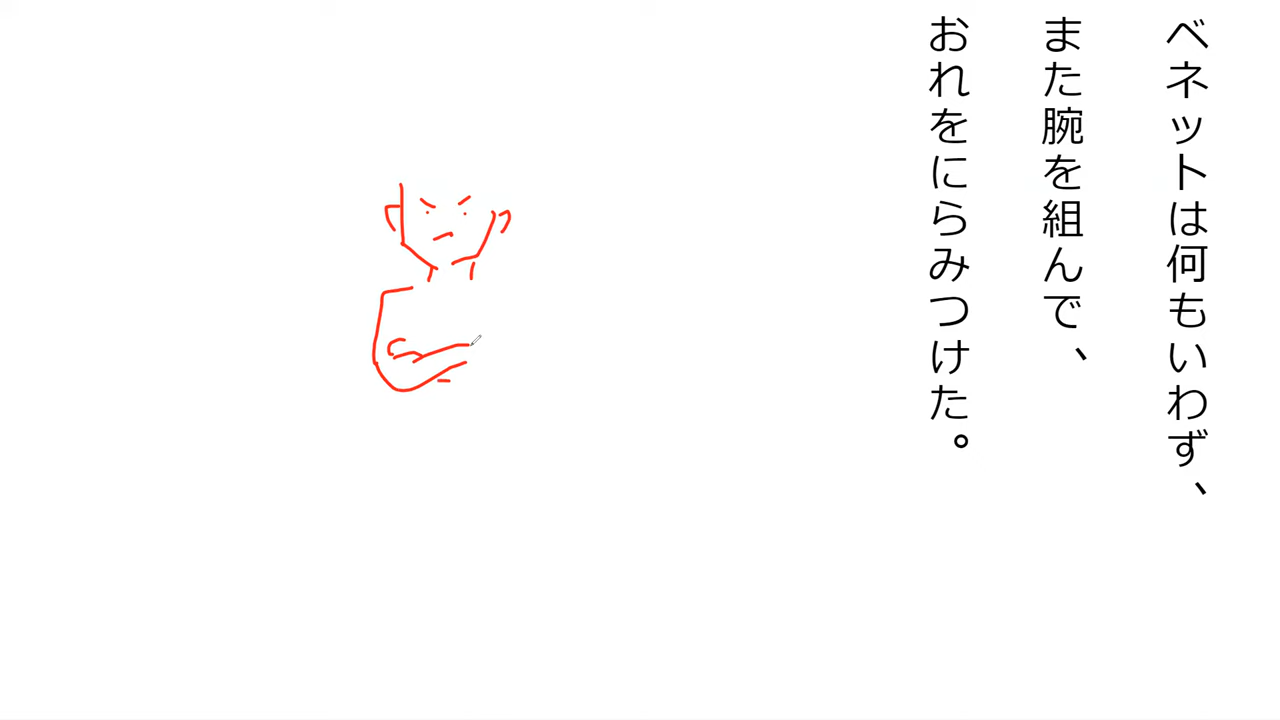 ベネットは何もいわず、
また腕を組んで、
おれをにらみつけた。